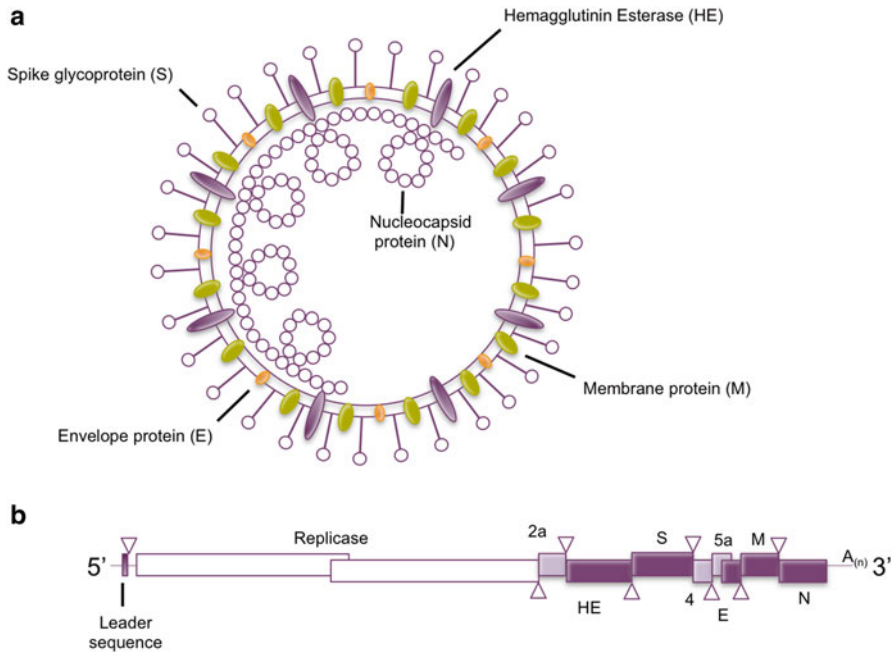 a
Hemagglutinin Esterase (HE)
Spike glycoprotein (S)
Nucleocapsid
protein (N)
Membrane protein (M)
Envelope protein (E)
b
Replicase
2a
S
5a
M
A(n)
5’
3’
HE
4
E
N
Leader
sequence